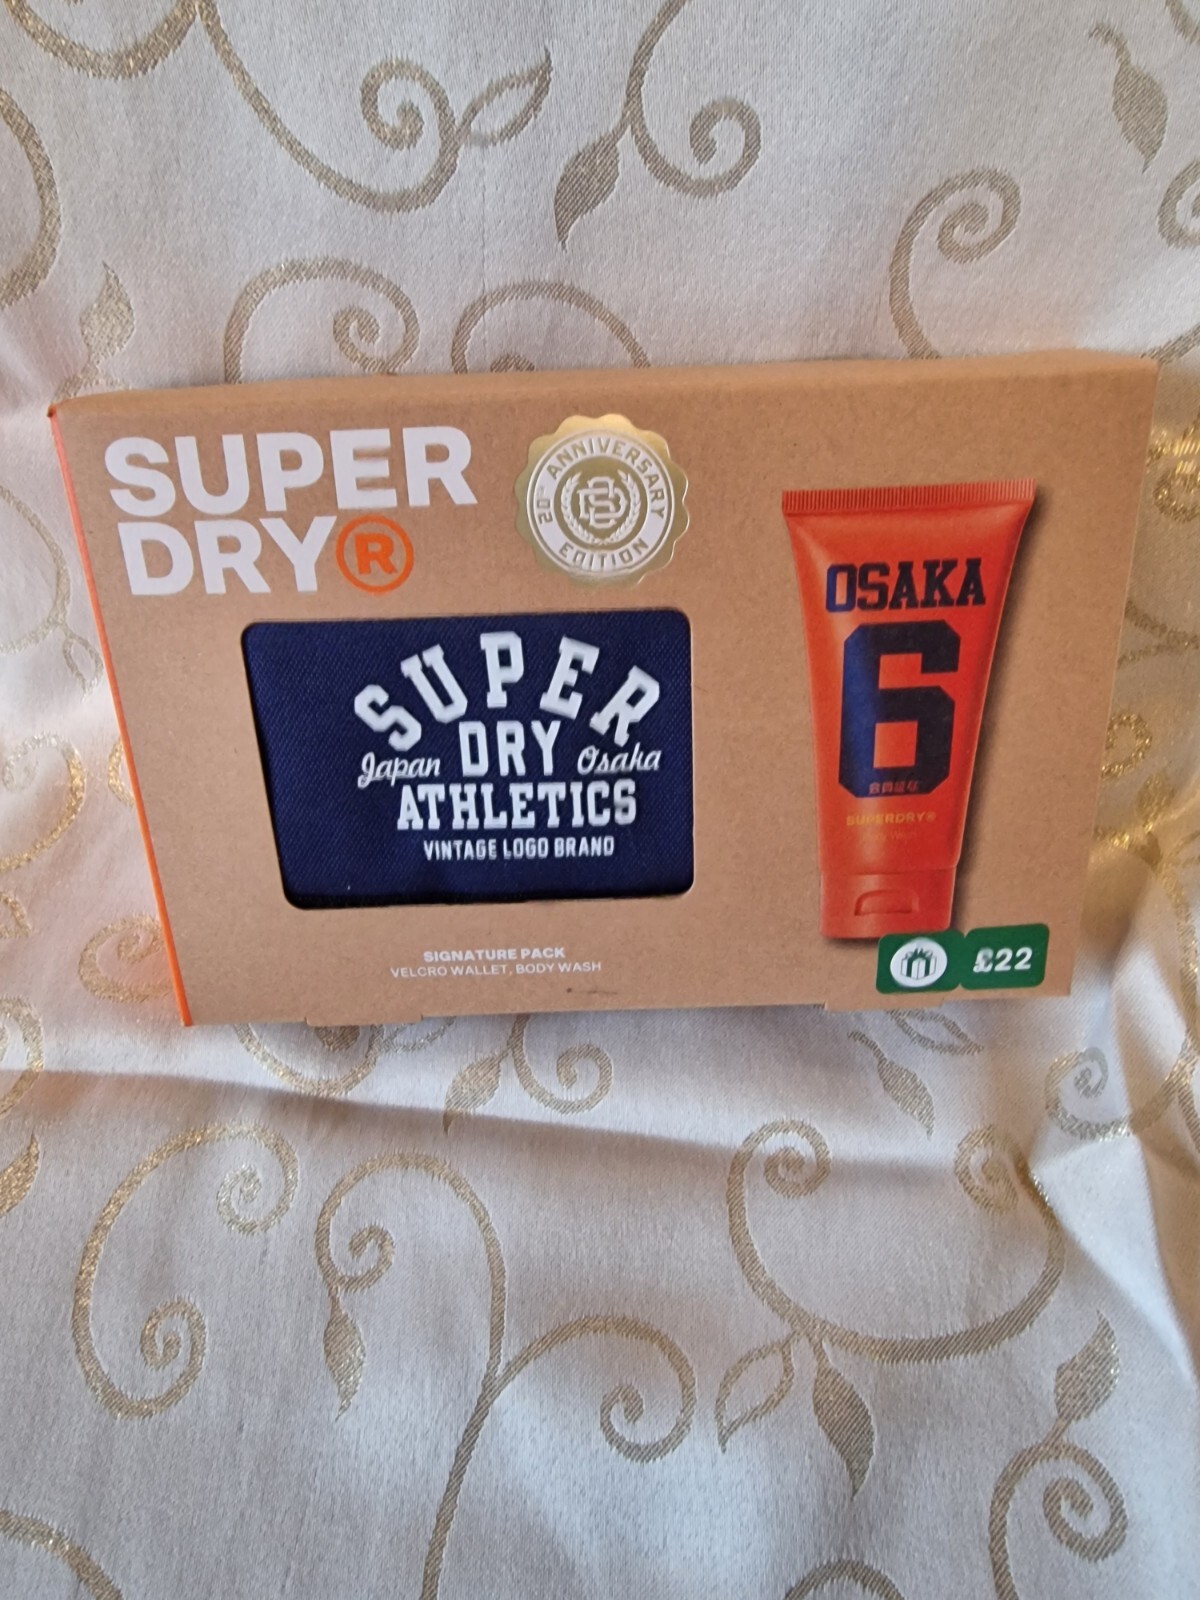 SUPER
DRY®
ANNIVERSARY
EDITION
-02
SUPER
Japan DRY Osaka
ATHLETICS
VINTAGE LOGO BRAND
SIGNATURE PACK
VELCRO WALLET, BODY WASH
OSAKA
6
SUPERDRY®
£22